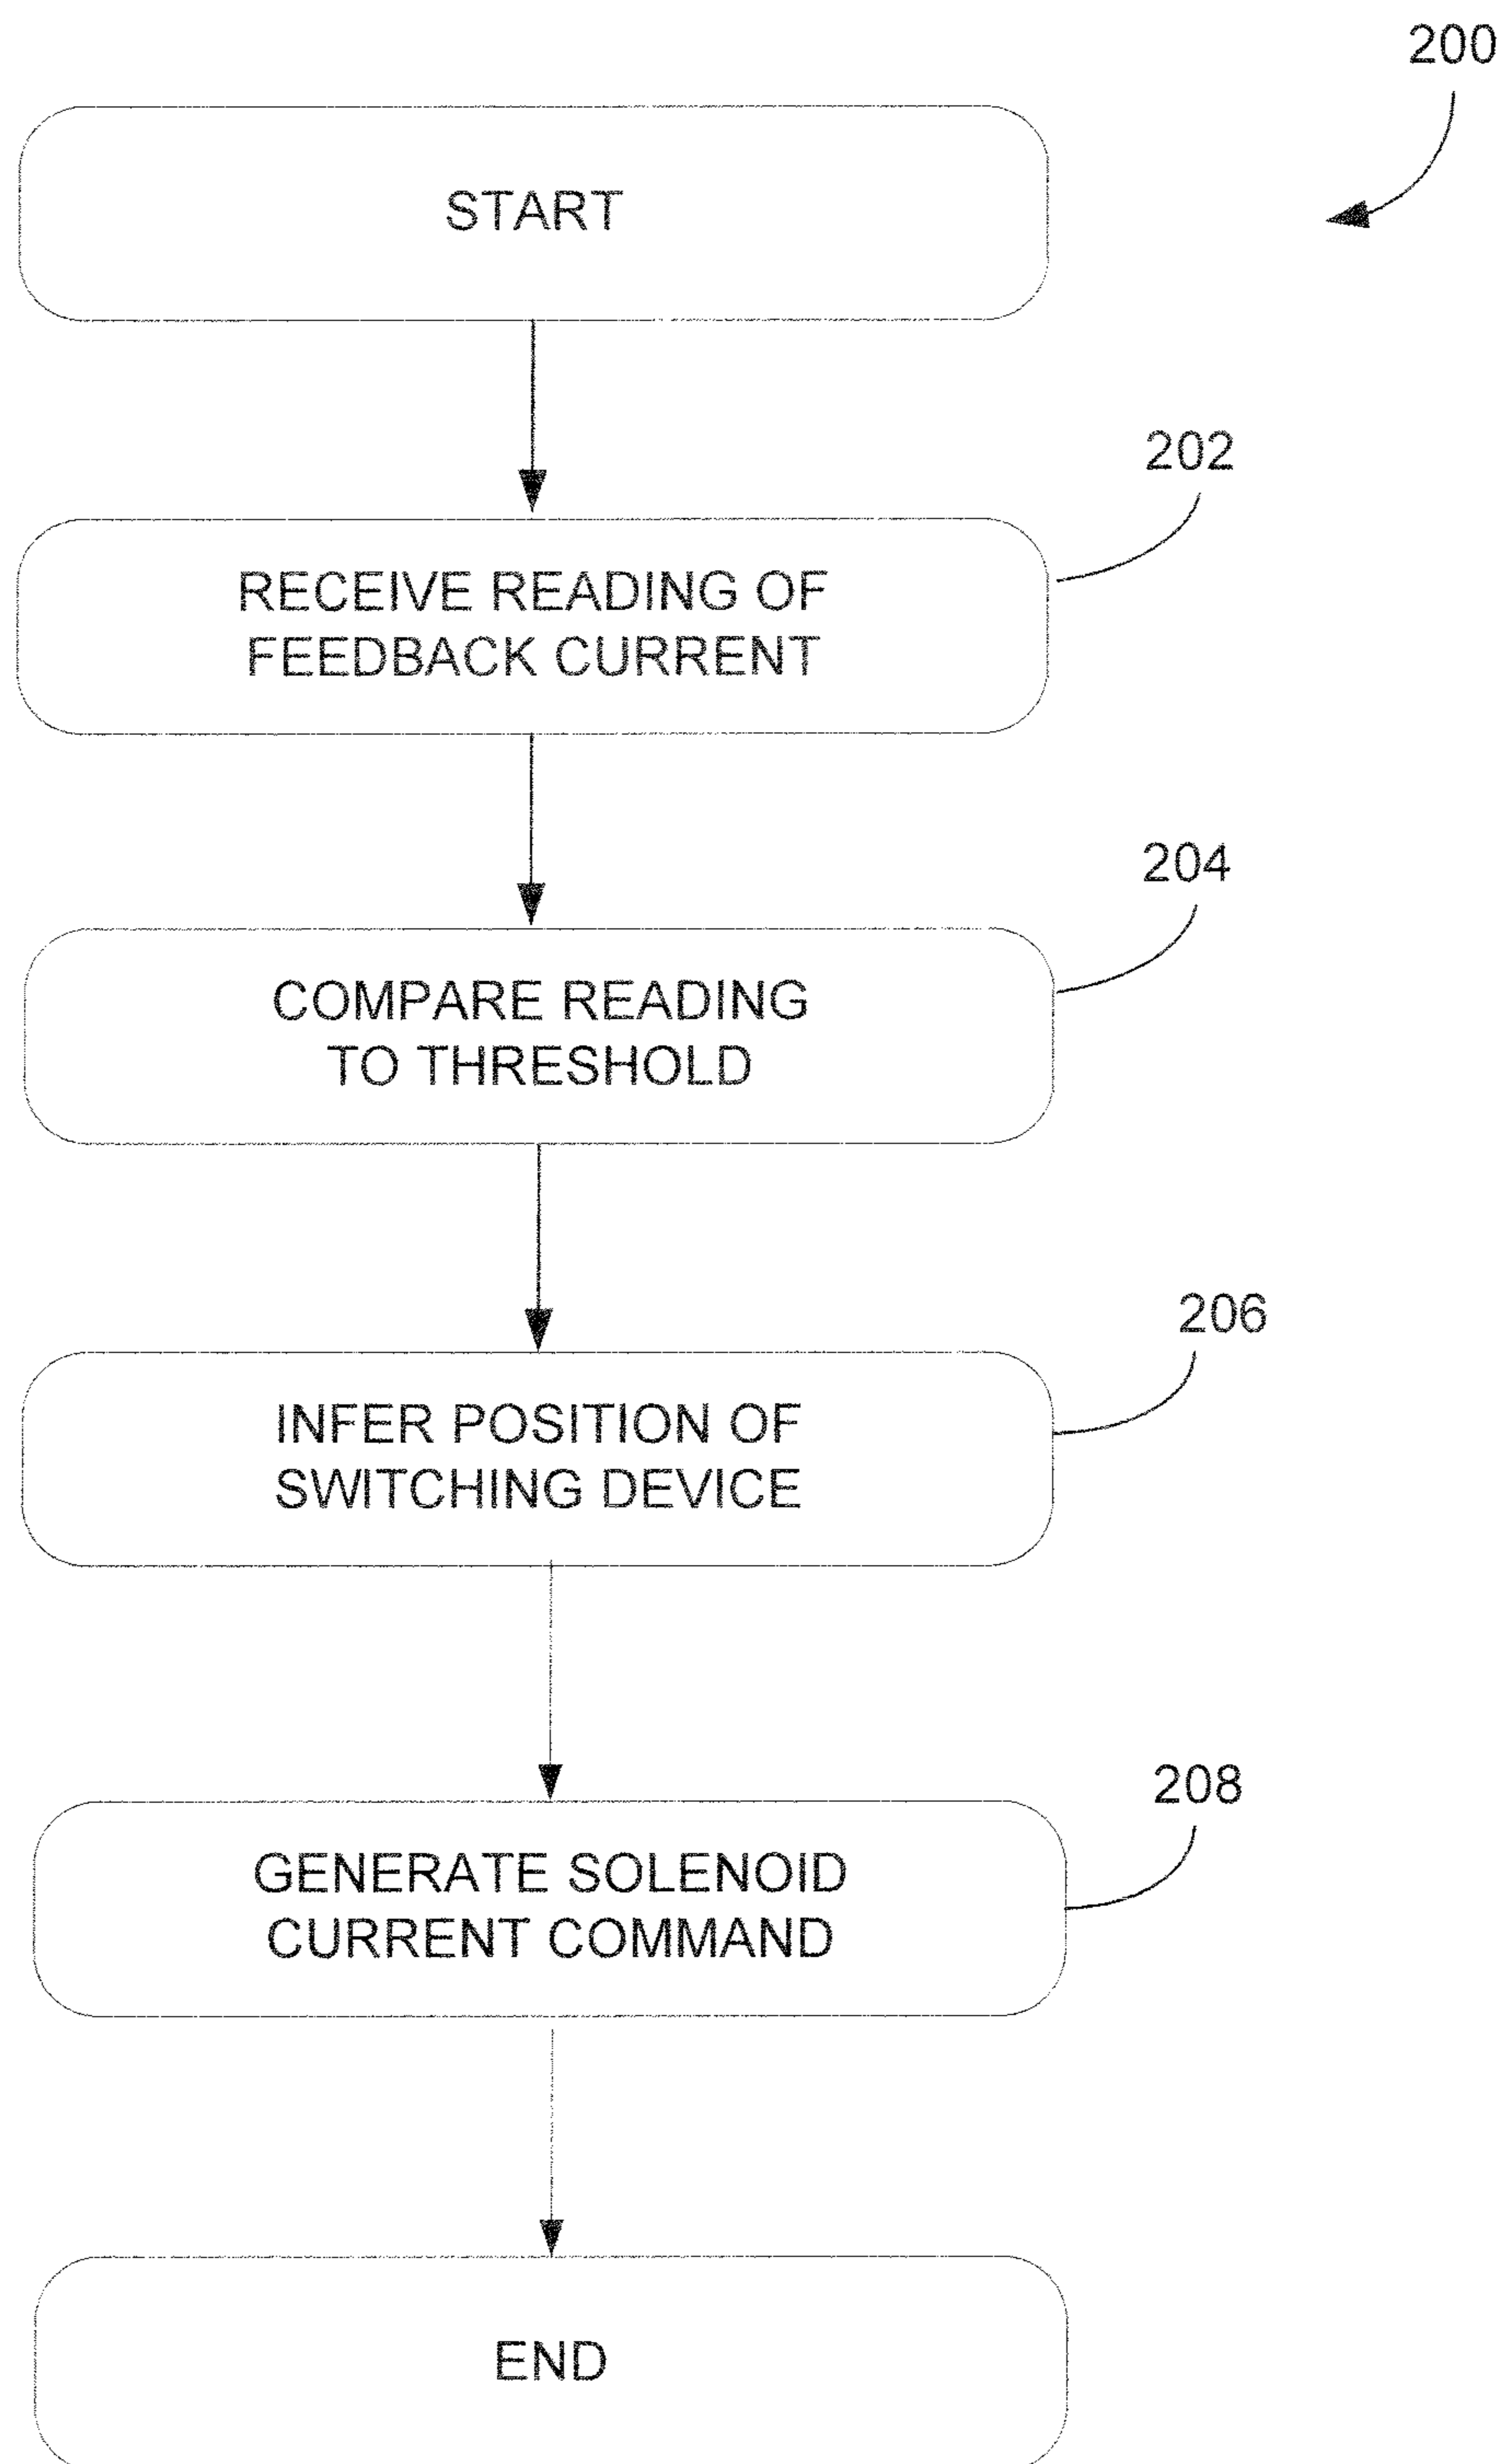 200
START
202
RECEIVE READING OF
FEEDBACK CURRENT
204
COMPARE READING
TO THRESHOLD
206
INFER POSITION OF
SWITCHING DEVICE
208
GENERATE SOLENOID
CURRENT COMMAND
END